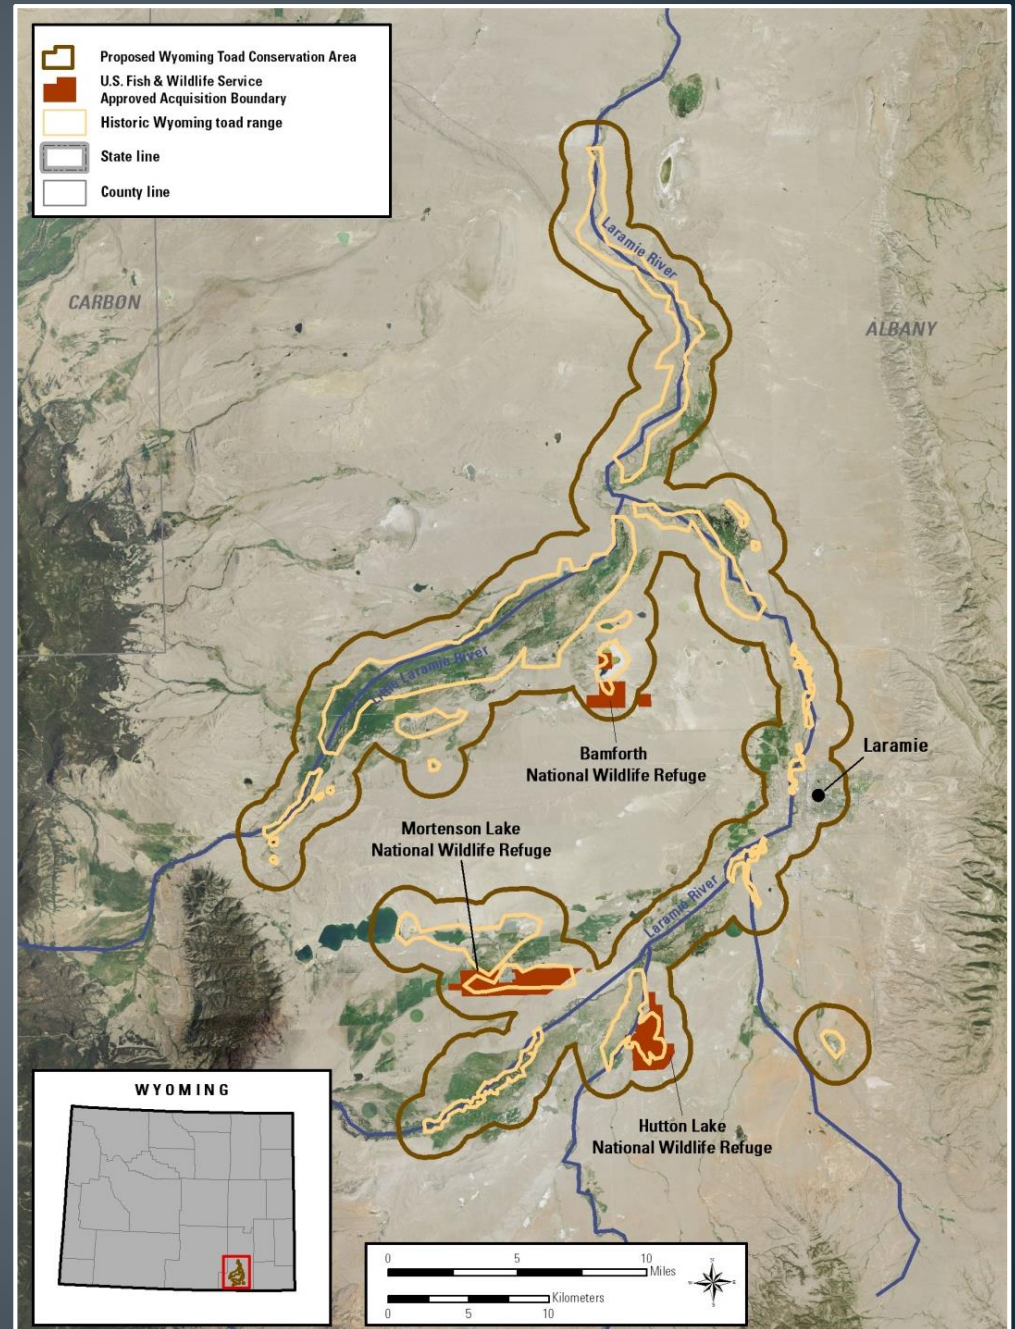 Proposed Wyoming Toad Conservation Area
U.S. Fish & Wildlife Service
Approved Acquisition Boundary
Historic Wyoming toad range
State line
County line
Laramie River
CARBON
ALBANY
Little Laramie River
Bamforth
National Wildlife Refuge
Laramie
Mortenson Lake
National Wildlife Refuge
Laramie River
Hutton Lake
National Wildlife Refuge
WYOMING
0 5 10
Miles
Kilometers
0 5 10
N
W E
S